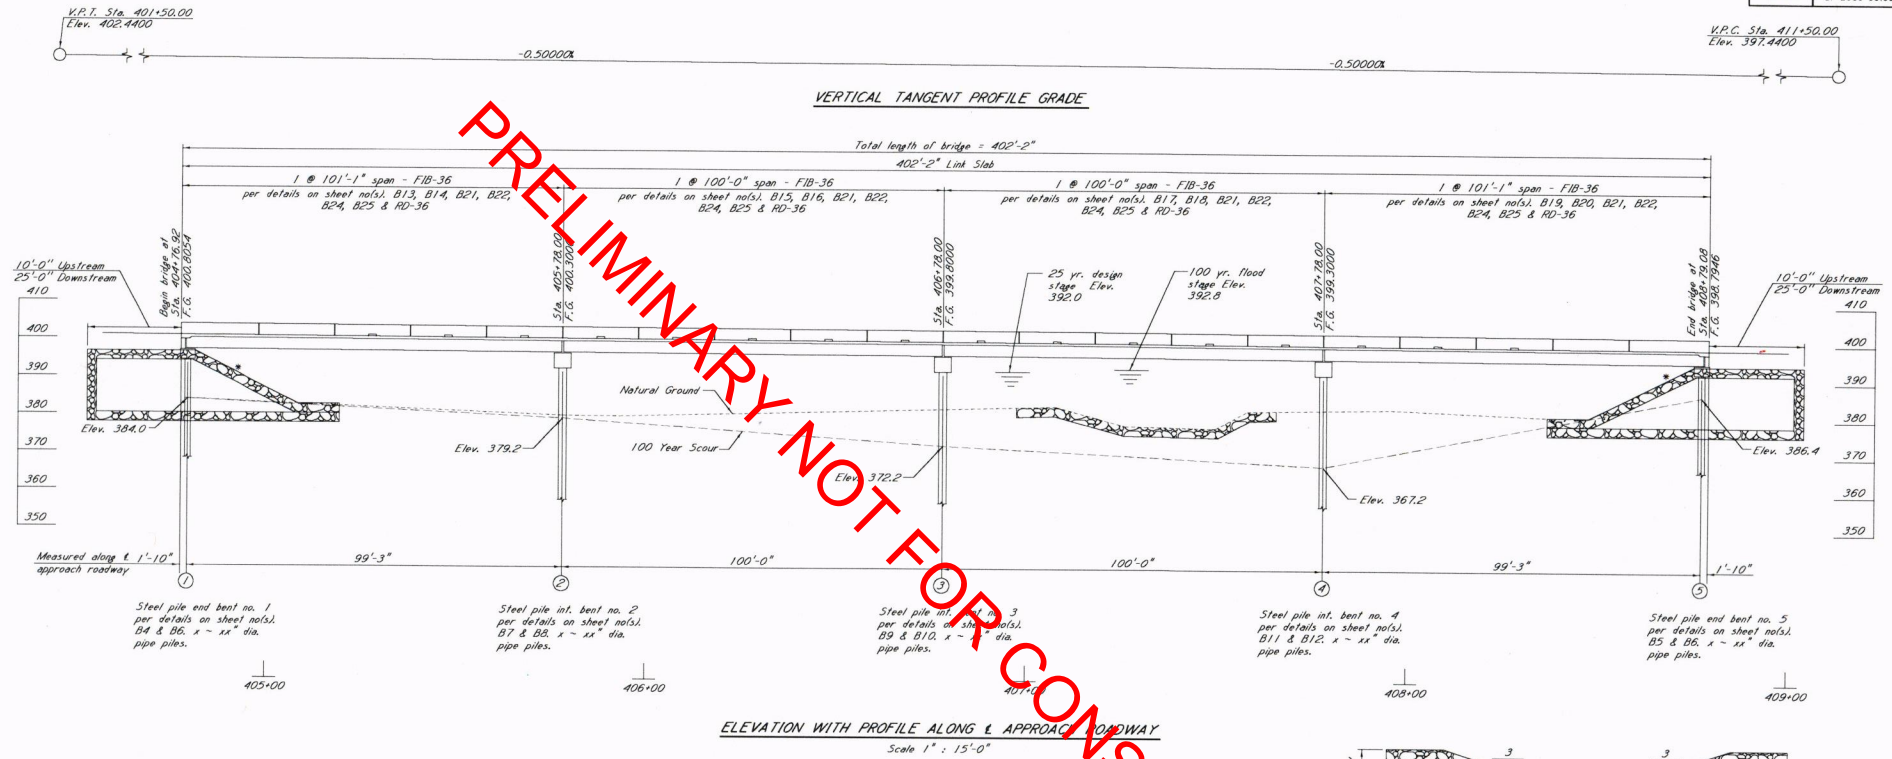 V.P.T. Sta. 401+50.00
Elev. 402.4400
V.P.C. Sta. 411+50.00
Elev. 397.4400
-0.50000%
-0.50000%
VERTICAL TANGENT PROFILE GRADE
Total length of bridge = 402'-2"
402'-2" Link Slab
1 @ 101'-1" span - FIB-36
per details on sheet no(s). B13, B14, B21, B22,
B24, B25 & RD-36
1 @ 100'-0" span - FIB-36
per details on sheet no(s). B15, B16, B21, B22,
B24, B25 & RD-36
1 @ 100'-0" span - FIB-36
per details on sheet no(s). B17, B18, B21, B22,
B24, B25 & RD-36
1 @ 101'-1" span - FIB-36
per details on sheet no(s). B19, B20, B21, B22,
B24, B25 & RD-36
Begin bridge at
Sta. 404+76.92
F.G. 400.8054
Sta. 405+78.00
F.G. 400.3000
Sta. 406+78.00
F.G. 399.8000
Sta. 407+78.00
F.G. 399.3000
End bridge at
Sta. 408+79.08
F.G. 398.7946
10'-0" Upstream
25'-0" Downstream
25 yr. design
stage Elev.
392.0
100 yr. flood
stage Elev.
392.8
10'-0" Upstream
25'-0" Downstream
410
400
390
380
370
360
350
410
400
390
380
370
360
350
*
*
Natural Ground
100 Year Scour
Elev. 384.0
Elev. 379.2
Elev. 372.2
Elev. 367.2
Elev. 386.4
Measured along ℄
approach roadway
1'-10"
99'-3"
100'-0"
100'-0"
99'-3"
1'-10"
1
2
3
4
5
Steel pile end bent no. 1
per details on sheet no(s).
B4 & B6. x ~ xx" dia.
pipe piles.
Steel pile int. bent no. 2
per details on sheet no(s).
B7 & B8. x ~ xx" dia.
pipe piles.
Steel pile int. bent no. 3
per details on sheet no(s).
B9 & B10. x ~ xx" dia.
pipe piles.
Steel pile int. bent no. 4
per details on sheet no(s).
B11 & B12. x ~ xx" dia.
pipe piles.
Steel pile end bent no. 5
per details on sheet no(s).
B5 & B6. x ~ xx" dia.
pipe piles.
405+00
406+00
407+00
408+00
409+00
ELEVATION WITH PROFILE ALONG ℄ APPROACH ROADWAY
Scale 1" : 15'-0"
3
3
PRELIMINARY NOT FOR CONS